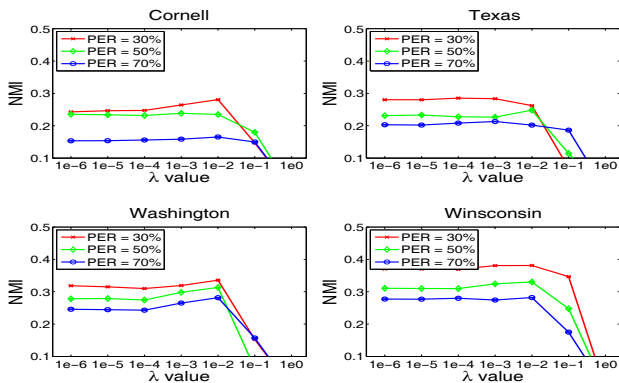 Cornell
0.5
0.4
0.3
0.2
0.1
NMI
PER = 30%
PER = 50%
PER = 70%
1e-6 1e-5 1e-4 1e-3 1e-2 1e-1 1e0
λ value
Texas
0.5
0.4
0.3
0.2
0.1
NMI
PER = 30%
PER = 50%
PER = 70%
1e-6 1e-5 1e-4 1e-3 1e-2 1e-1 1e0
λ value
Washington
0.5
0.4
0.3
0.2
0.1
NMI
PER = 30%
PER = 50%
PER = 70%
1e-6 1e-5 1e-4 1e-3 1e-2 1e-1 1e0
λ value
Winsconsin
0.5
0.4
0.3
0.2
0.1
NMI
PER = 30%
PER = 50%
PER = 70%
1e-6 1e-5 1e-4 1e-3 1e-2 1e-1 1e0
λ value